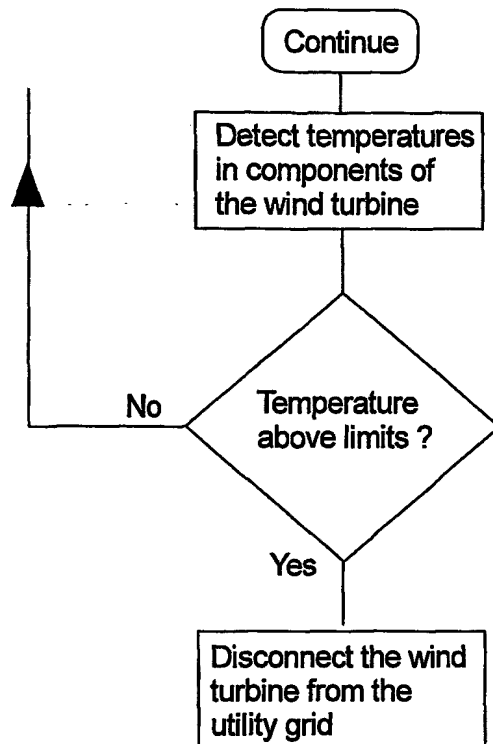 Continue
Detect temperatures
in components of
the wind turbine
No
Temperature
above limits ?
Yes
Disconnect the wind
turbine from the
utility grid